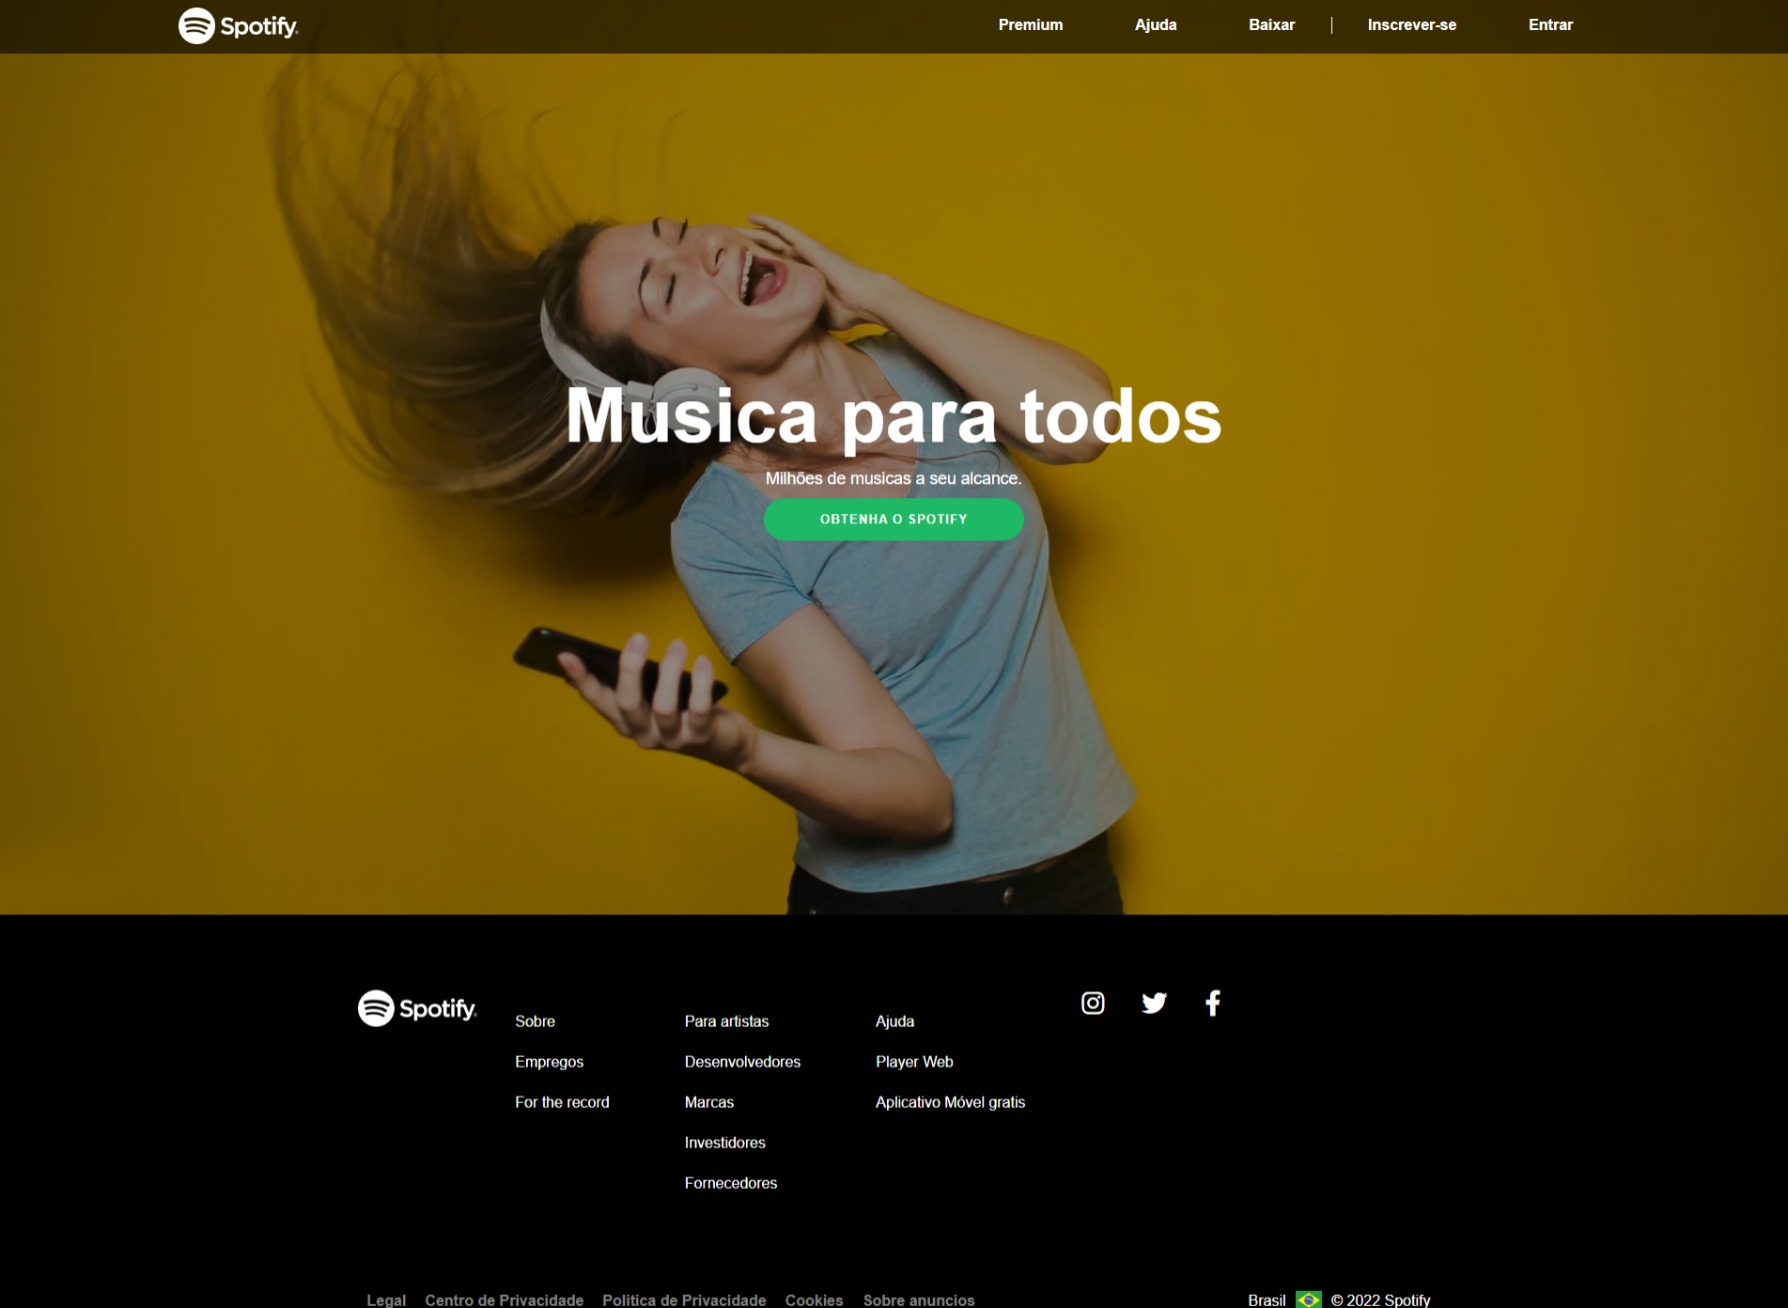 Spotify
Premium
Ajuda
Baixar
Inscrever-se
Entrar
Musica para todos
Milhões de musicas a seu alcance.
OBTENHA O SPOTIFY
Spotify
Sobre
Empregos
For the record
Para artistas
Desenvolvedores
Marcas
Investidores
Fornecedores
Ajuda
Player Web
Aplicativo Móvel gratis
Legal
Centro de Privacidade
Politica de Privacidade
Cookies
Sobre anuncios
Brasil
© 2022 Spotify